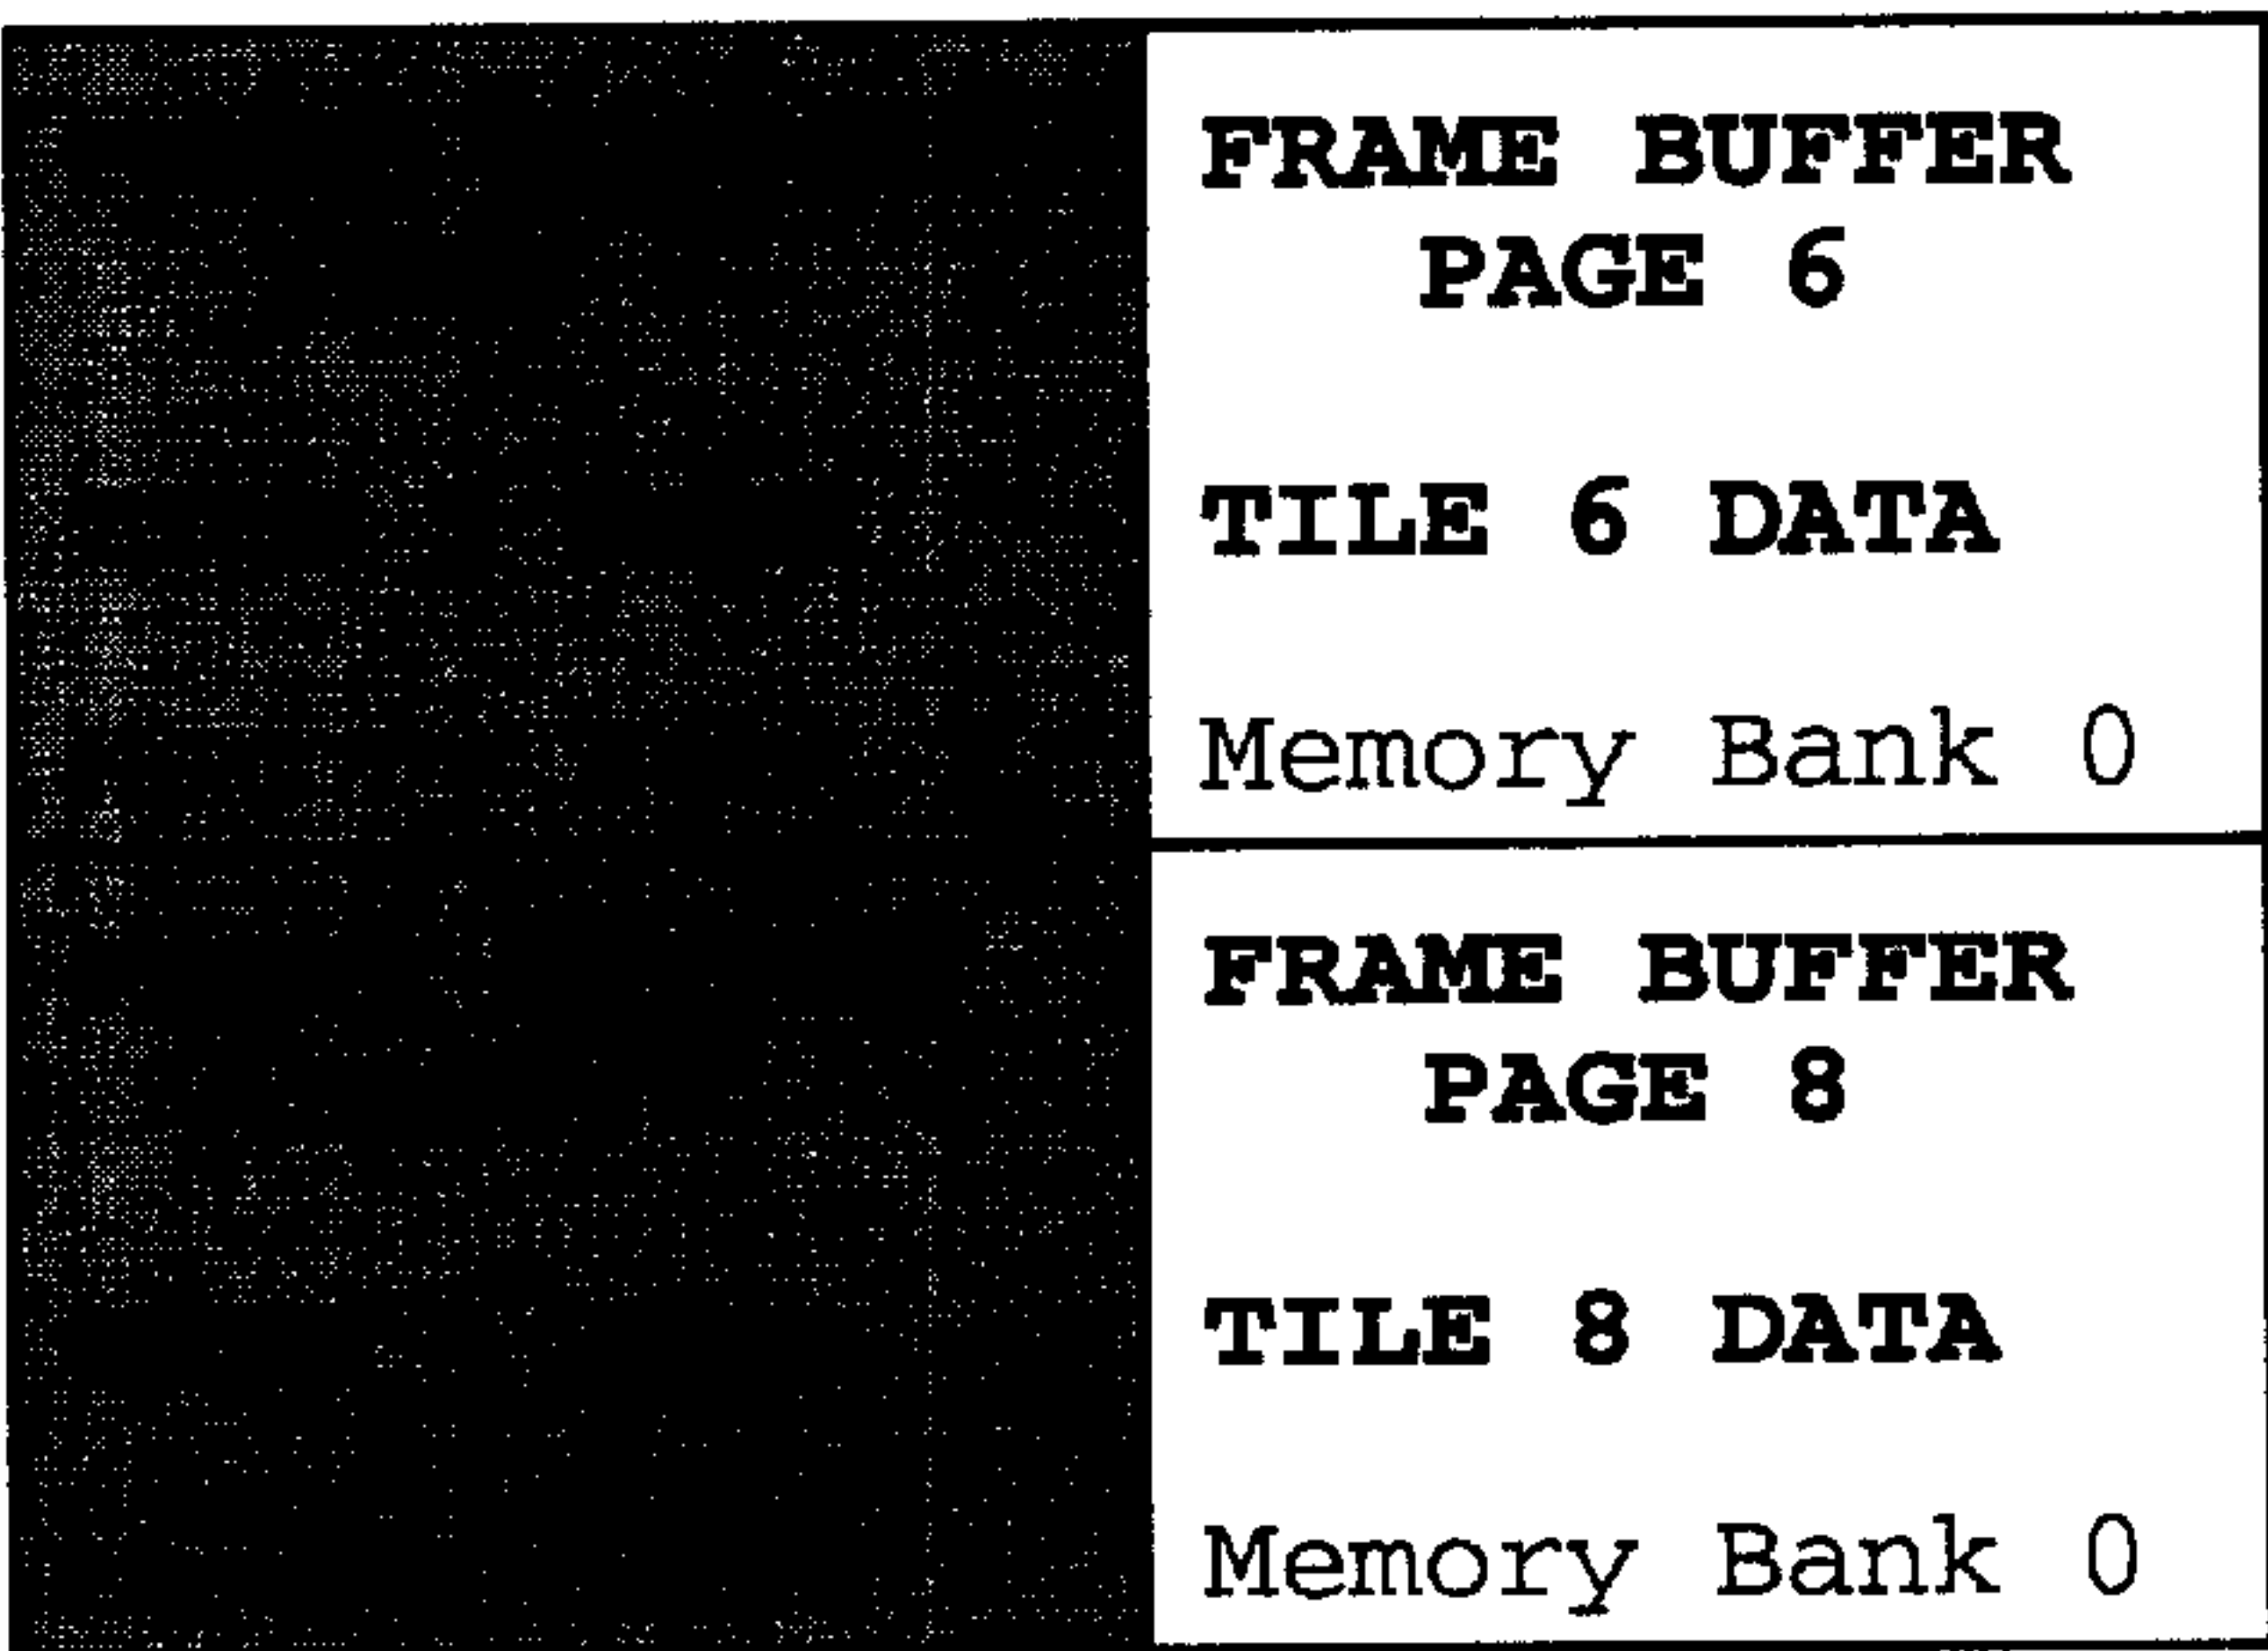 FRAME BUFFER
PAGE 6
TILE 6 DATA
Memory Bank 0
FRAME BUFFER
PAGE 8
TILE 8 DATA
Memory Bank 0